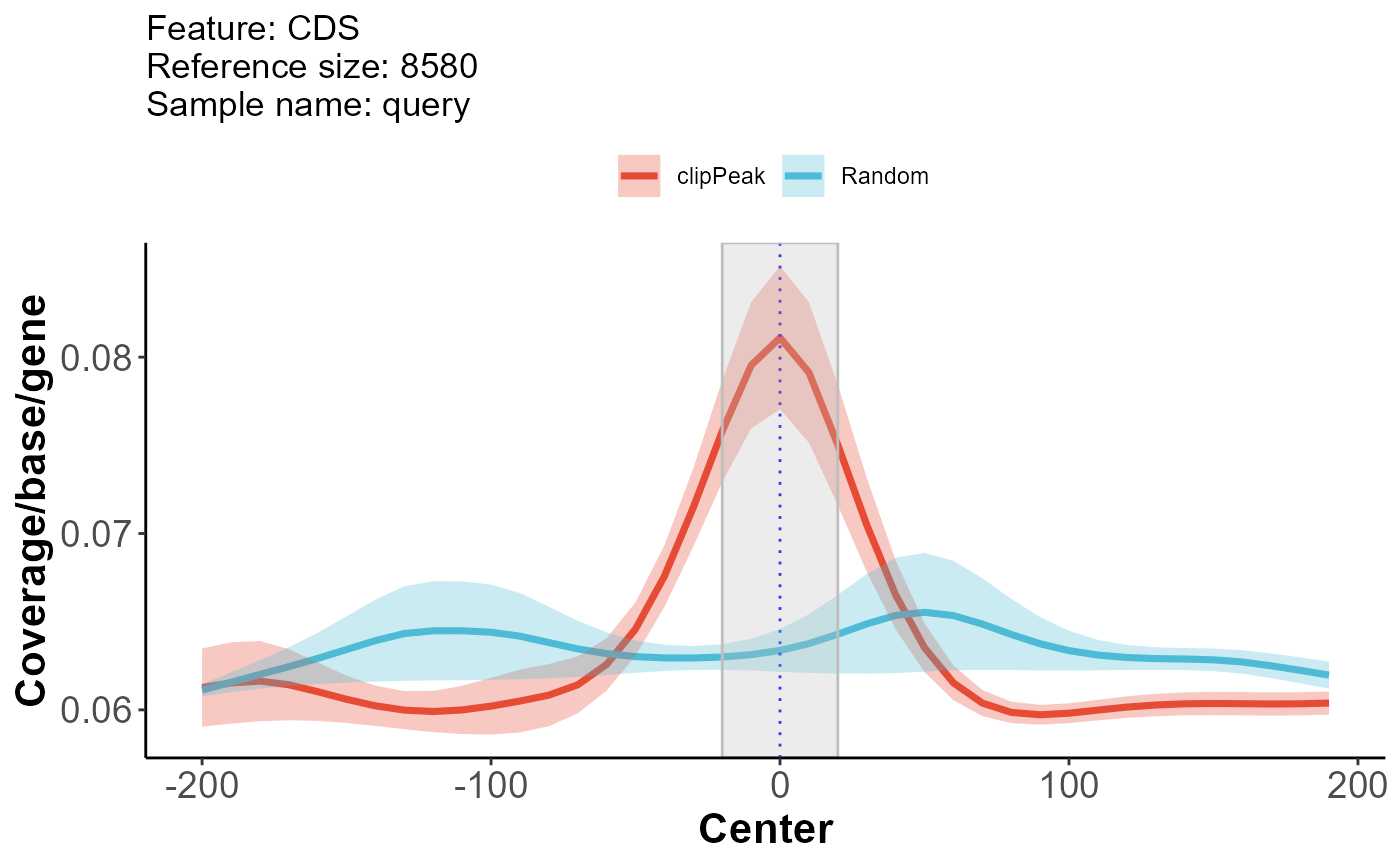 Feature: CDS
Reference size: 8580
Sample name: query
clipPeak Random
Coverage/base/gene
0.08
0.07
0.06
-200 -100 0 100 200
Center